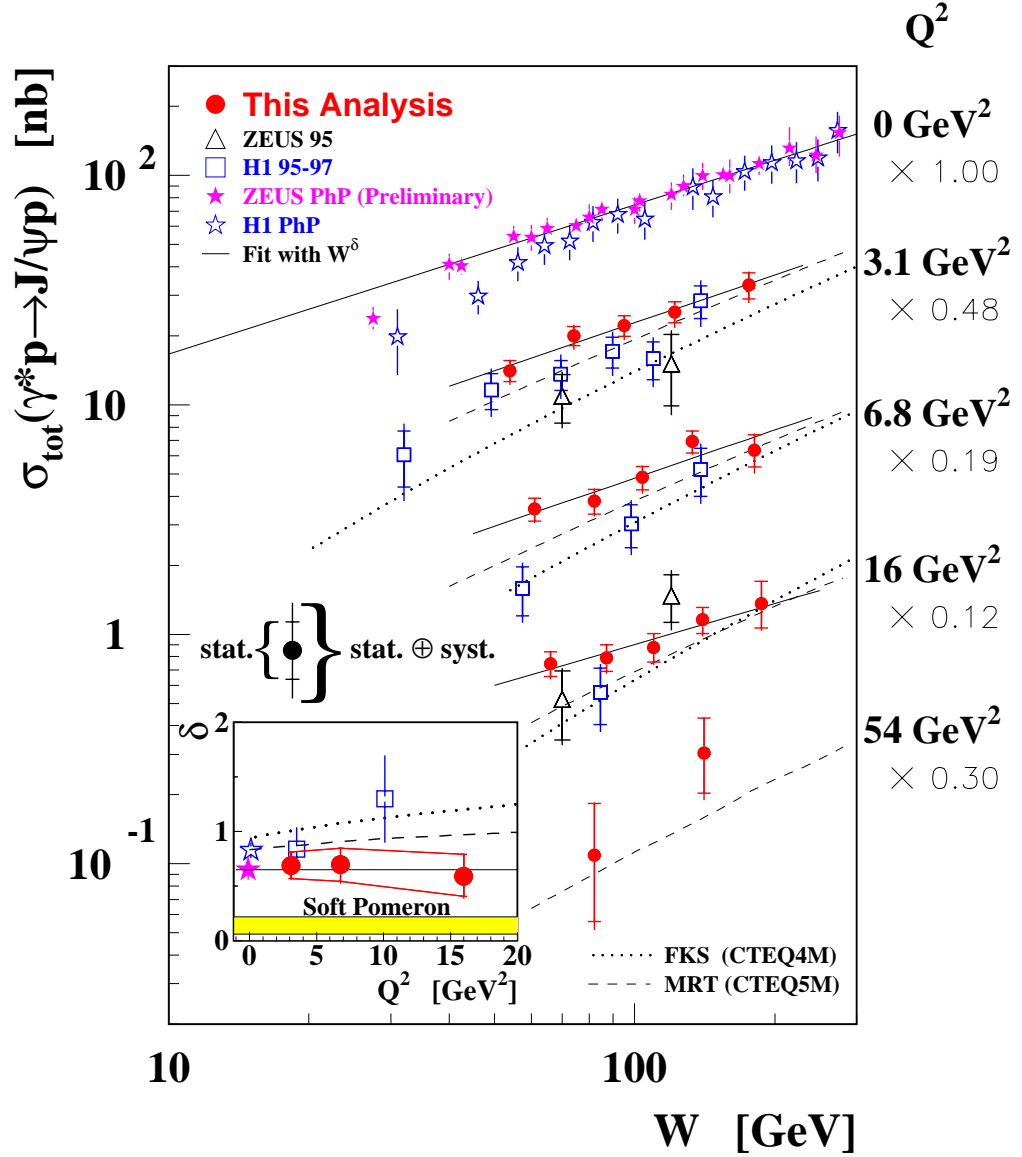 Q²
σ_tot(γ*p→J/ψp) [nb]
This Analysis
ZEUS 95
H1 95-97
ZEUS PhP (Preliminary)
H1 PhP
Fit with W^δ
0 GeV²
× 1.00
3.1 GeV²
× 0.48
6.8 GeV²
× 0.19
16 GeV²
× 0.12
54 GeV²
× 0.30
10²
10
1
10⁻¹
stat.
stat. ⊕ syst.
δ
2
1
0
Soft Pomeron
0 5 10 15 20
Q² [GeV²]
FKS (CTEQ4M)
MRT (CTEQ5M)
10 100
W [GeV]